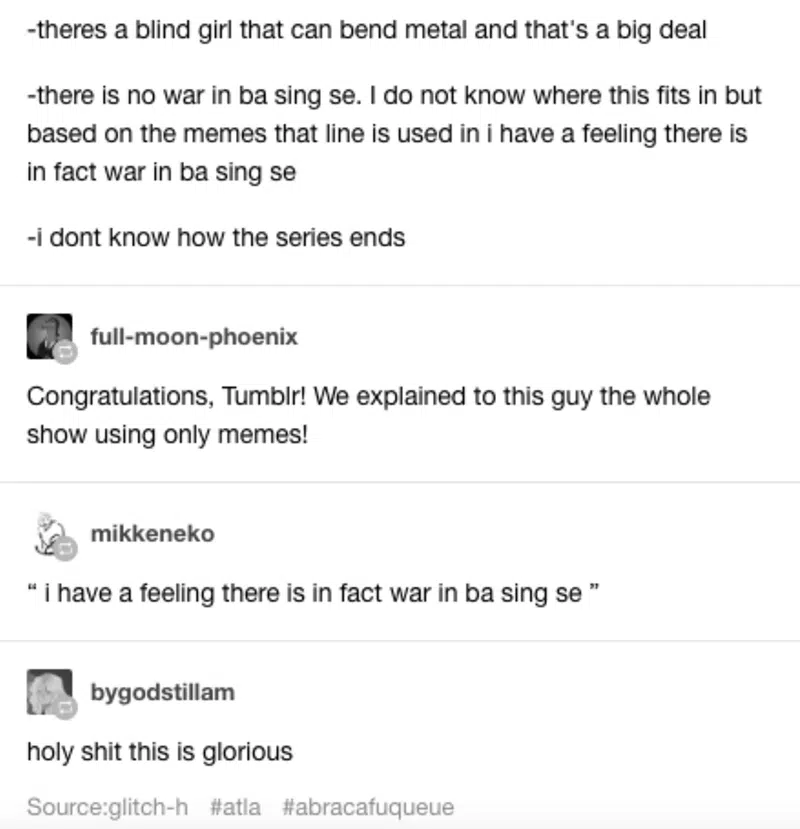 -theres a blind girl that can bend metal and that's a big deal
-there is no war in ba sing se. I do not know where this fits in but
based on the memes that line is used in i have a feeling there is
in fact war in ba sing se
-i dont know how the series ends
full-moon-phoenix
Congratulations, Tumblr! We explained to this guy the whole
show using only memes!
mikkeneko
“ i have a feeling there is in fact war in ba sing se ”
bygodstillam
holy shit this is glorious
Source:glitch-h #atla #abracafuqueue